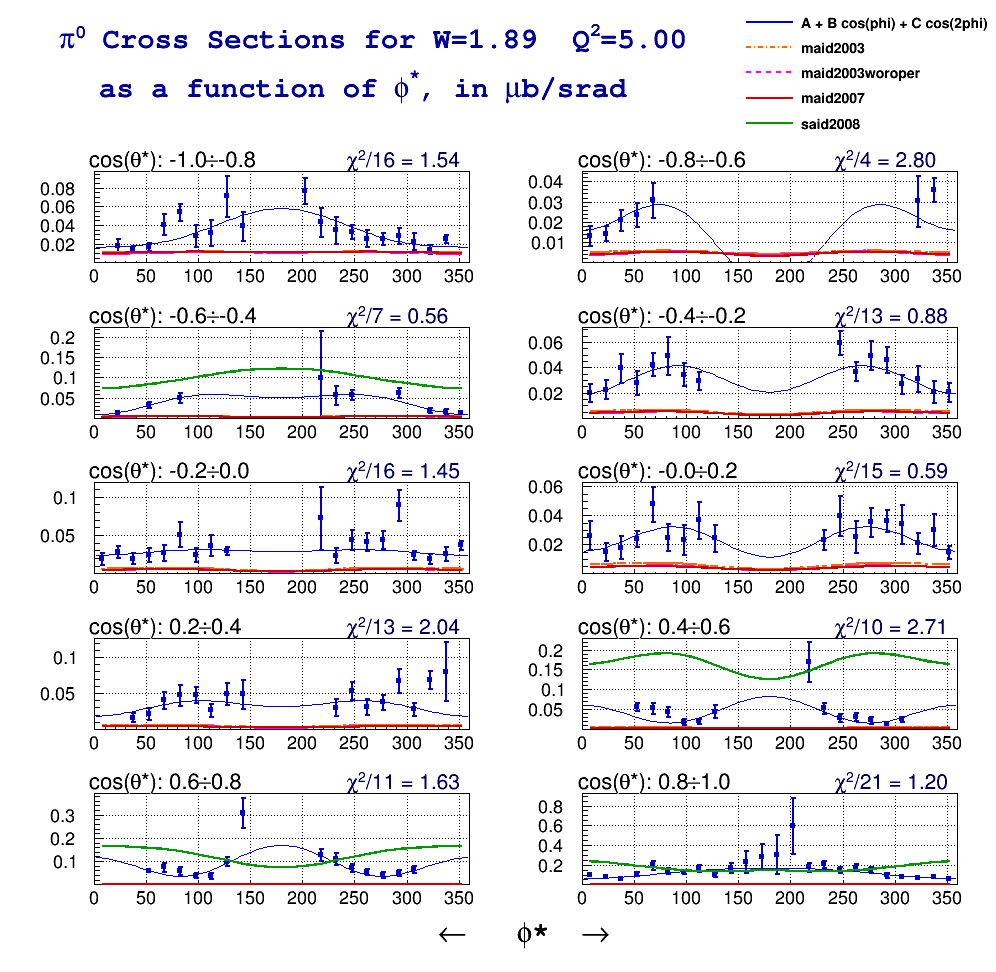 π⁰ Cross Sections for W=1.89 Q²=5.00
as a function of ϕ*, in μb/srad
A + B cos(phi) + C cos(2phi)
maid2003
maid2003woroper
maid2007
said2008
cos(θ*): -1.0÷-0.8 χ²/16 = 1.54
0.08
0.06
0.04
0.02
0 50 100 150 200 250 300 350
cos(θ*): -0.8÷-0.6 χ²/4 = 2.80
0.04
0.03
0.02
0.01
0 50 100 150 200 250 300 350
cos(θ*): -0.6÷-0.4 χ²/7 = 0.56
0.2
0.15
0.1
0.05
0 50 100 150 200 250 300 350
cos(θ*): -0.4÷-0.2 χ²/13 = 0.88
0.06
0.04
0.02
0 50 100 150 200 250 300 350
cos(θ*): -0.2÷0.0 χ²/16 = 1.45
0.1
0.05
0 50 100 150 200 250 300 350
cos(θ*): -0.0÷0.2 χ²/15 = 0.59
0.06
0.04
0.02
0 50 100 150 200 250 300 350
cos(θ*): 0.2÷0.4 χ²/13 = 2.04
0.1
0.05
0 50 100 150 200 250 300 350
cos(θ*): 0.4÷0.6 χ²/10 = 2.71
0.2
0.15
0.1
0.05
0 50 100 150 200 250 300 350
cos(θ*): 0.6÷0.8 χ²/11 = 1.63
0.3
0.2
0.1
0 50 100 150 200 250 300 350
cos(θ*): 0.8÷1.0 χ²/21 = 1.20
0.8
0.6
0.4
0.2
0 50 100 150 200 250 300 350
← ϕ* →